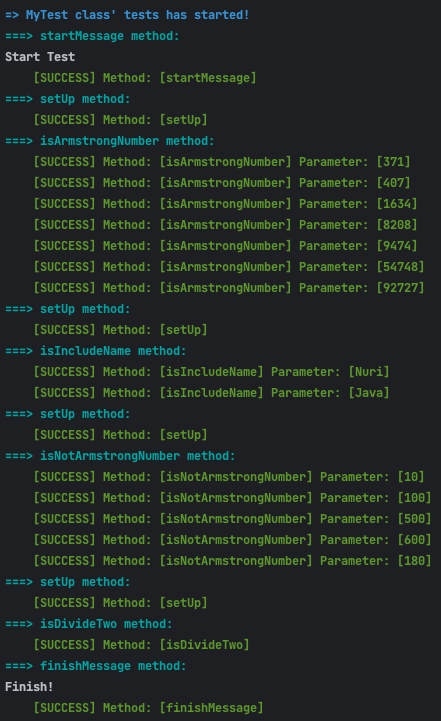 => MyTest class' tests has started!
===> startMessage method:
Start Test
[SUCCESS] Method: [startMessage]
===> setUp method:
[SUCCESS] Method: [setUp]
===> isArmstrongNumber method:
[SUCCESS] Method: [isArmstrongNumber] Parameter: [371]
[SUCCESS] Method: [isArmstrongNumber] Parameter: [407]
[SUCCESS] Method: [isArmstrongNumber] Parameter: [1634]
[SUCCESS] Method: [isArmstrongNumber] Parameter: [8208]
[SUCCESS] Method: [isArmstrongNumber] Parameter: [9474]
[SUCCESS] Method: [isArmstrongNumber] Parameter: [54748]
[SUCCESS] Method: [isArmstrongNumber] Parameter: [92727]
===> setUp method:
[SUCCESS] Method: [setUp]
===> isIncludeName method:
[SUCCESS] Method: [isIncludeName] Parameter: [Nuri]
[SUCCESS] Method: [isIncludeName] Parameter: [Java]
===> setUp method:
[SUCCESS] Method: [setUp]
===> isNotArmstrongNumber method:
[SUCCESS] Method: [isNotArmstrongNumber] Parameter: [10]
[SUCCESS] Method: [isNotArmstrongNumber] Parameter: [100]
[SUCCESS] Method: [isNotArmstrongNumber] Parameter: [500]
[SUCCESS] Method: [isNotArmstrongNumber] Parameter: [600]
[SUCCESS] Method: [isNotArmstrongNumber] Parameter: [180]
===> setUp method:
[SUCCESS] Method: [setUp]
===> isDivideTwo method:
[SUCCESS] Method: [isDivideTwo]
===> finishMessage method:
Finish!
[SUCCESS] Method: [finishMessage]